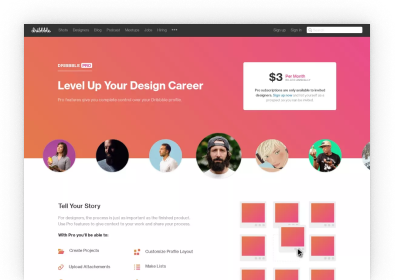 dribbble
Shots Designers Blog Podcast Meetups Jobs Hiring •••
Sign up Sign in
DRIBBBLE PRO
Level Up Your Design Career
Pro features give you complete control over your Dribbble profile.
$3 Per Month
Pro subscriptions are only available to invited
designers. Sign up now
Tell Your Story
For designers, the process is just as important as the finished product.
Use Pro features to give context to your work and share your process.
With Pro you'll be able to:
Create Projects
Customize Profile Layout
Upload Attachments
Make Lists